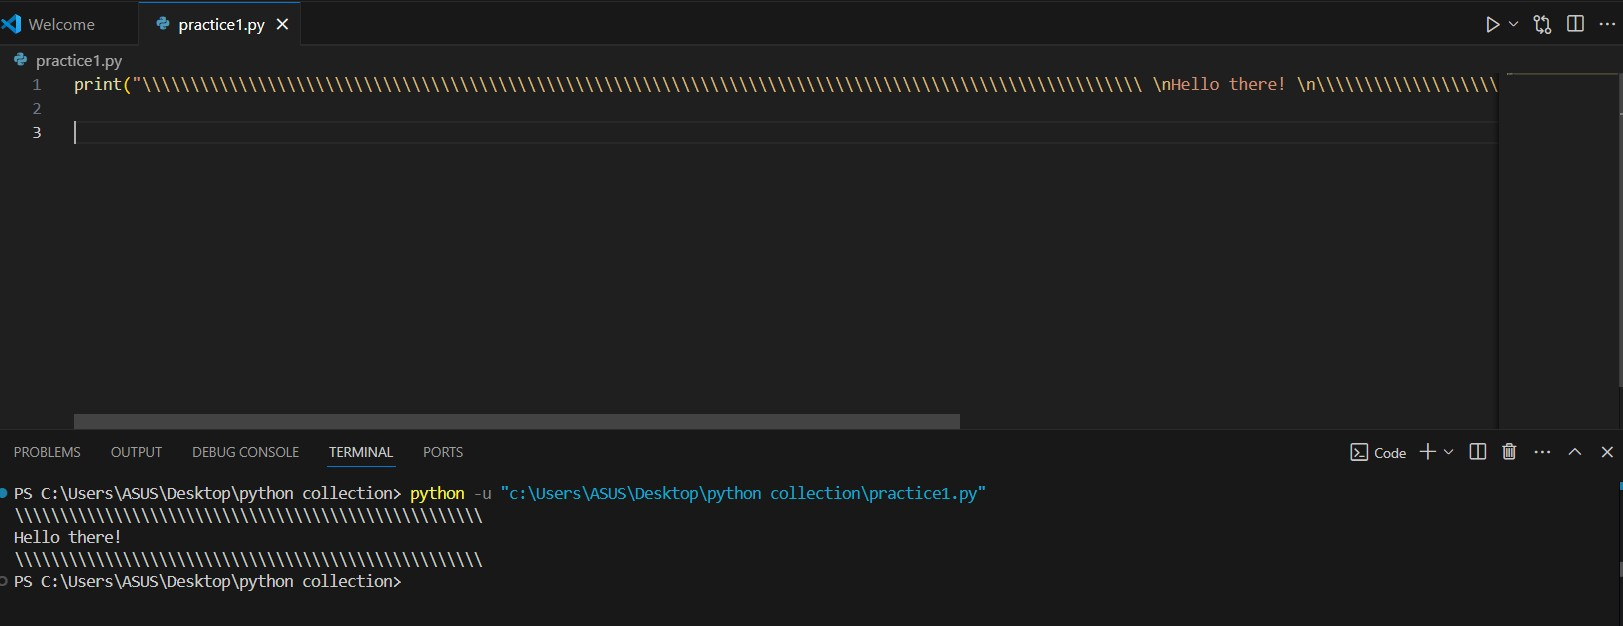 Welcome
practice1.py
practice1.py
1 print("\\\\\\\\\\\\\\\\\\\\\\\\\\\\\\\\\\\\\\\\\\\\\\\\\\\\\\\\\\\\\\\\\\\\\\\\\\\\\\\\\\\\\\\\\\\\\\\\\\\\\\\\ \nHello there! \n\\\\\\\\\\\\\\\\\\\
2
3
PROBLEMS OUTPUT DEBUG CONSOLE TERMINAL PORTS Code
PS C:\Users\ASUS\Desktop\python collection> python -u "c:\Users\ASUS\Desktop\python collection\practice1.py"
\\\\\\\\\\\\\\\\\\\\\\\\\\\\\\\\\\\\\\\\\\\\\\\\\\\\
Hello there!
\\\\\\\\\\\\\\\\\\\\\\\\\\\\\\\\\\\\\\\\\\\\\\\\\\\\
PS C:\Users\ASUS\Desktop\python collection>